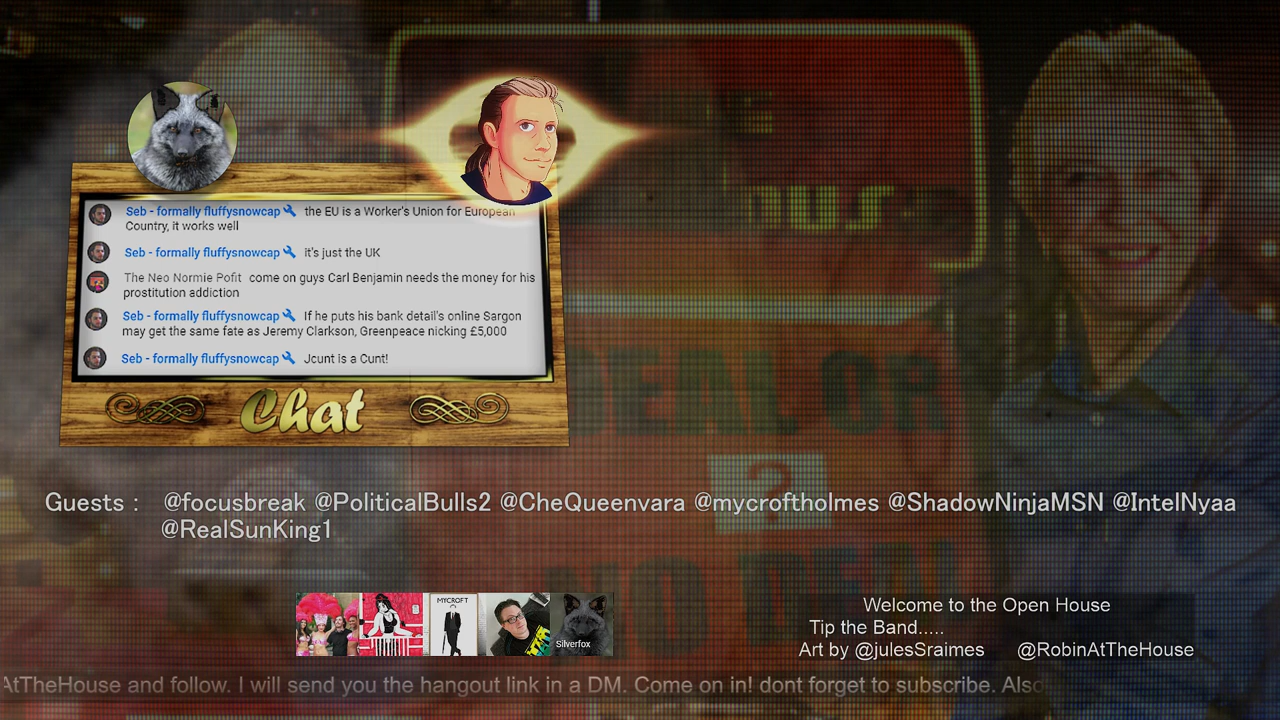 Seb - formally fluffysnowcap the EU is a Worker's Union for European
Country, it works well
Seb - formally fluffysnowcap it's just the UK
The Neo Normie Pofit come on guys Carl Benjamin needs the money for his
prostitution addiction
Seb - formally fluffysnowcap If he puts his bank detail's online Sargon
may get the same fate as Jeremy Clarkson, Greenpeace nicking £5,000
Seb - formally fluffysnowcap Jcunt is a Cunt!
Chat
DEAL OR
?
NO DEAL
Guests : @focusbreak @PoliticalBulls2 @CheQueenvara @mycroftholmes @ShadowNinjaMSN @IntelNyaa
@RealSunKing1
MYCROFT
Silverfox
Welcome to the Open House
Tip the Band.....
Art by @julesSraimes @RobinAtTheHouse
AtTheHouse and follow. I will send you the hangout link in a DM. Come on in! dont forget to subscribe. Also